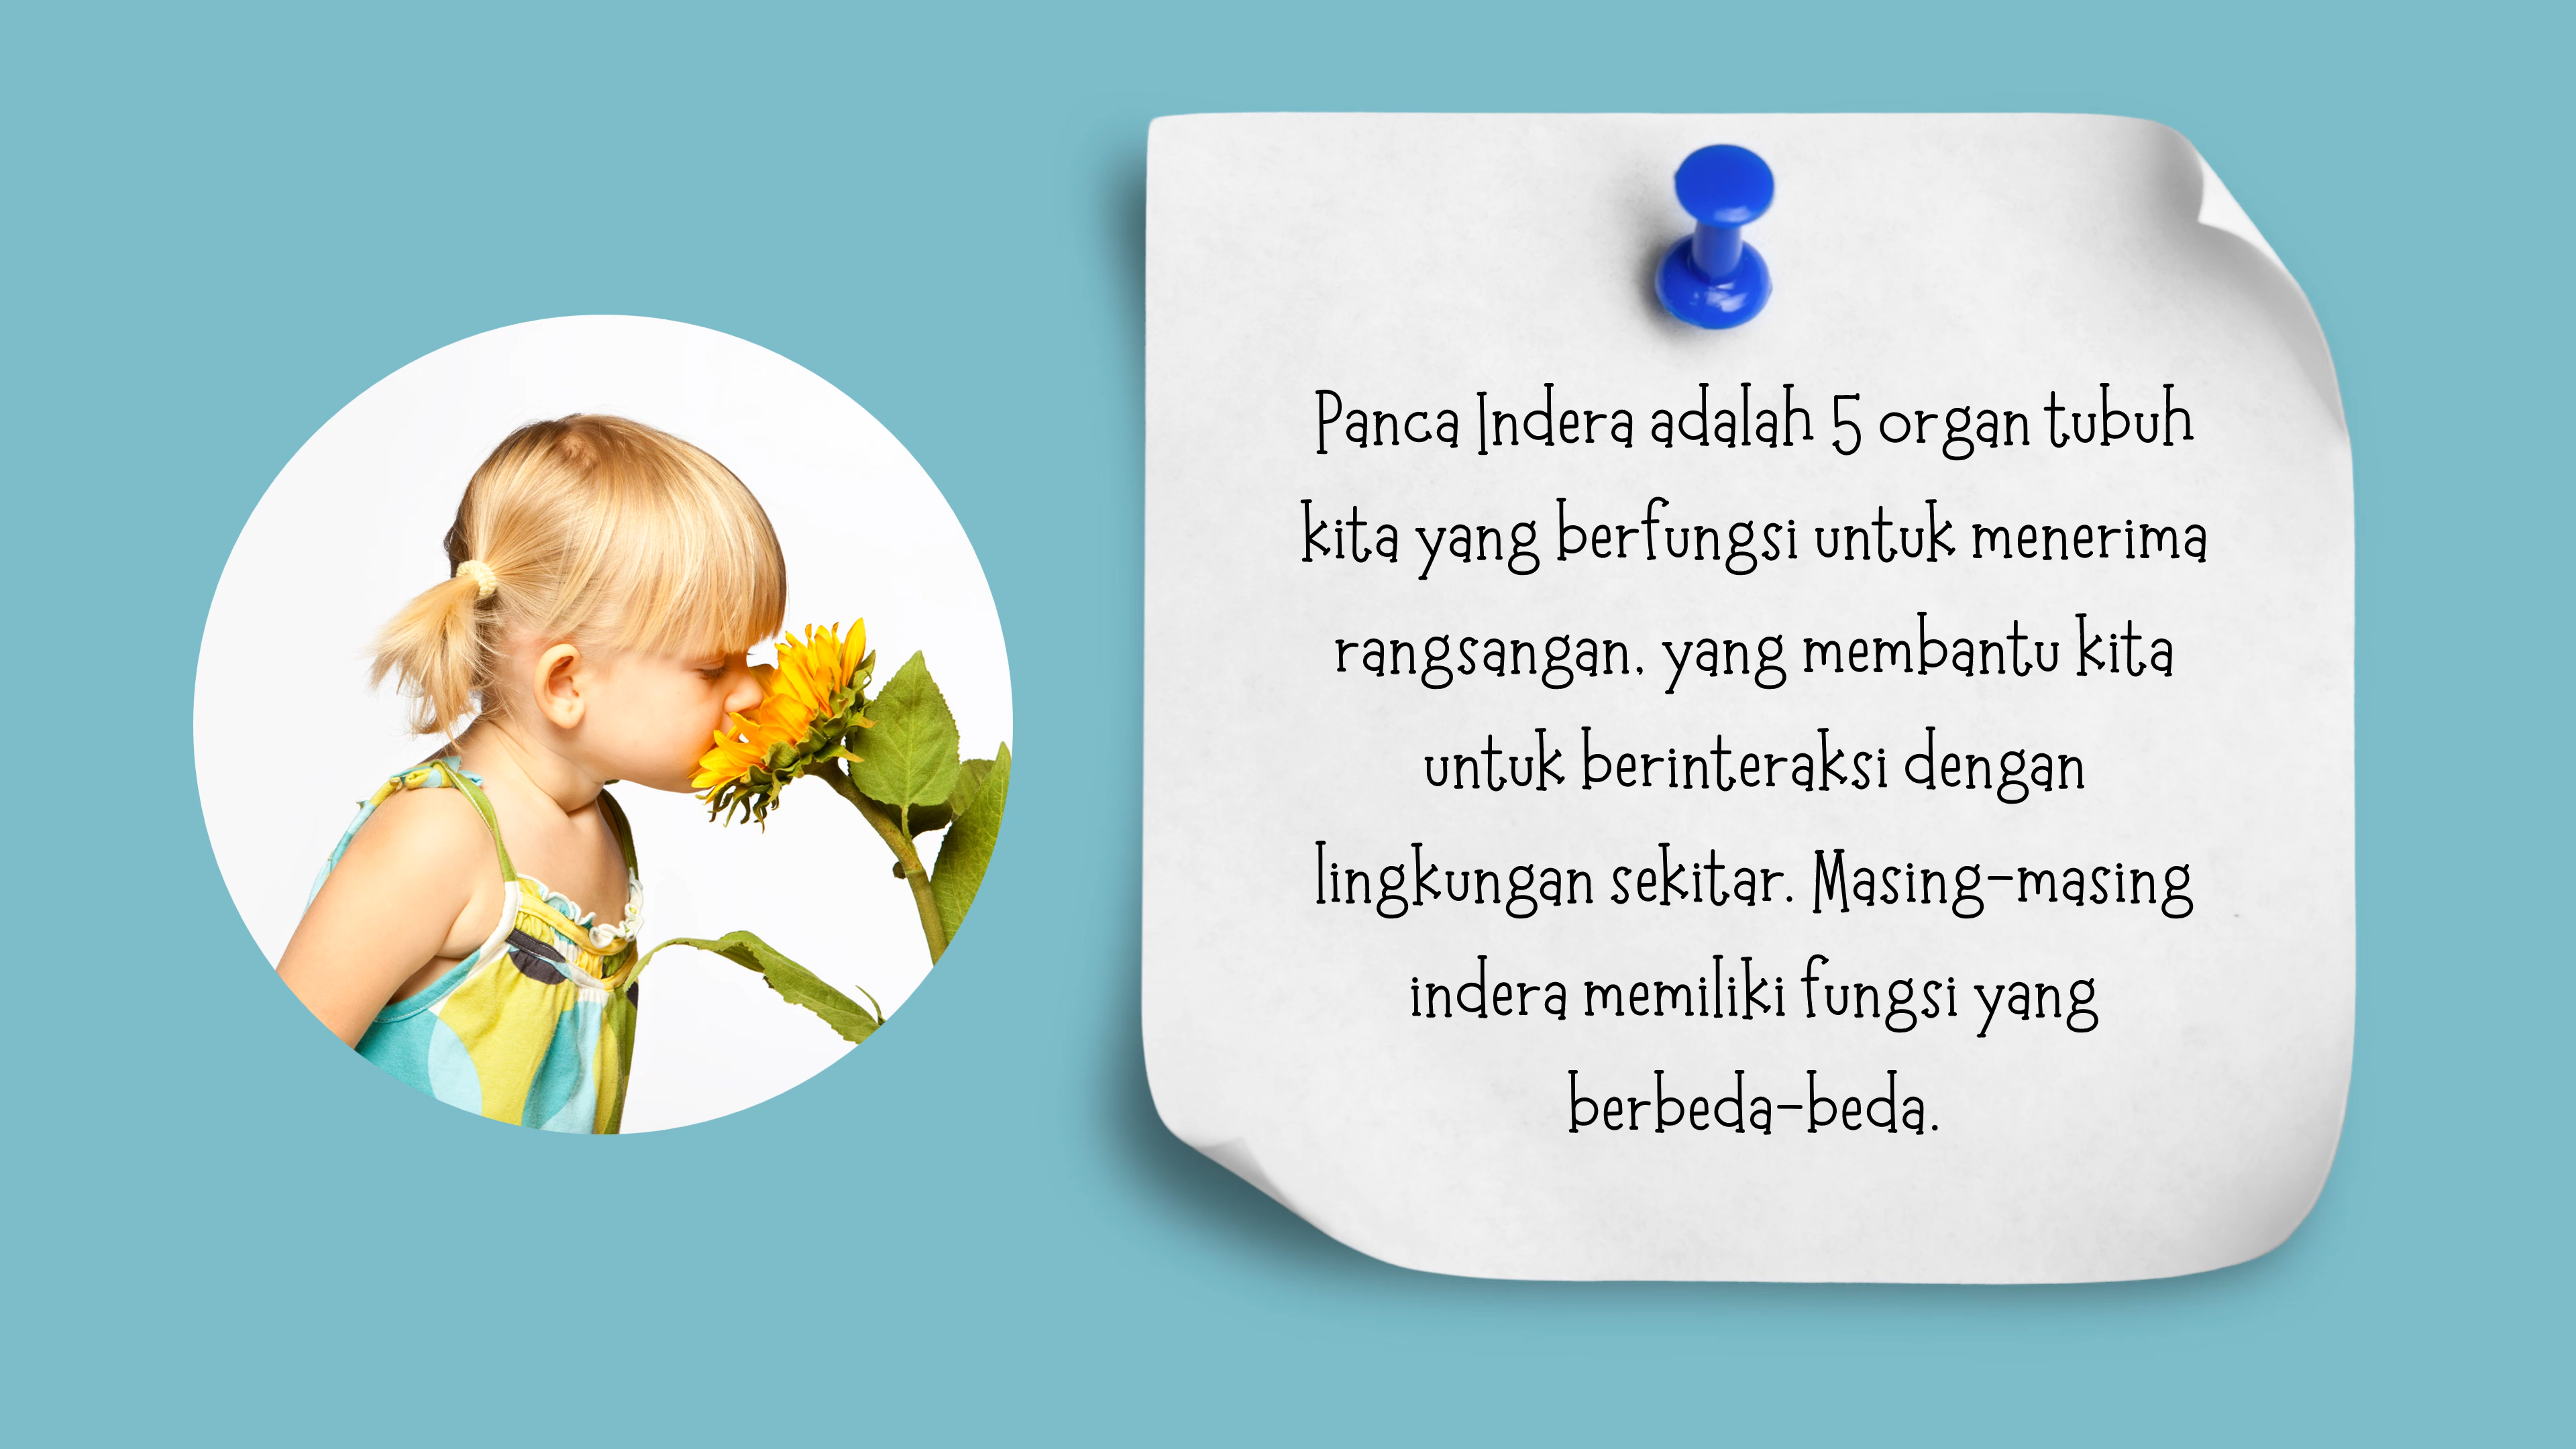 Panca Indera adalah 5 organ tubuh
kita yang berfungsi untuk menerima
rangsangan, yang membantu kita
untuk berinteraksi dengan
lingkungan sekitar. Masing-masing
indera memiliki fungsi yang
berbeda-beda.